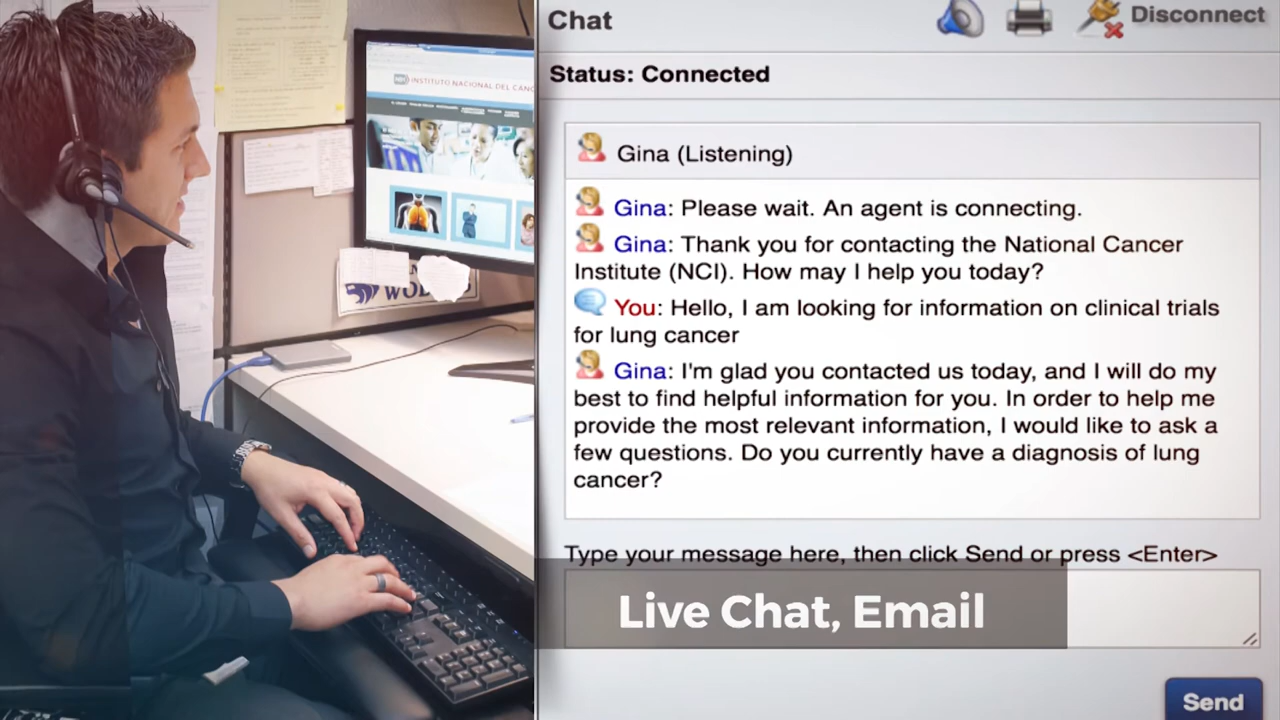 INSTITUTO NACIONAL DEL CÁNC
Chat
Disconnect
Status: Connected
Gina (Listening)
Gina: Please wait. An agent is connecting.
Gina: Thank you for contacting the National Cancer
Institute (NCI). How may I help you today?
You: Hello, I am looking for information on clinical trials
for lung cancer
Gina: I'm glad you contacted us today, and I will do my
best to find helpful information for you. In order to help me
provide the most relevant information, I would like to ask a
few questions. Do you currently have a diagnosis of lung
cancer?
Type your message here, then click Send or press <Enter>
Live Chat, Email
Send